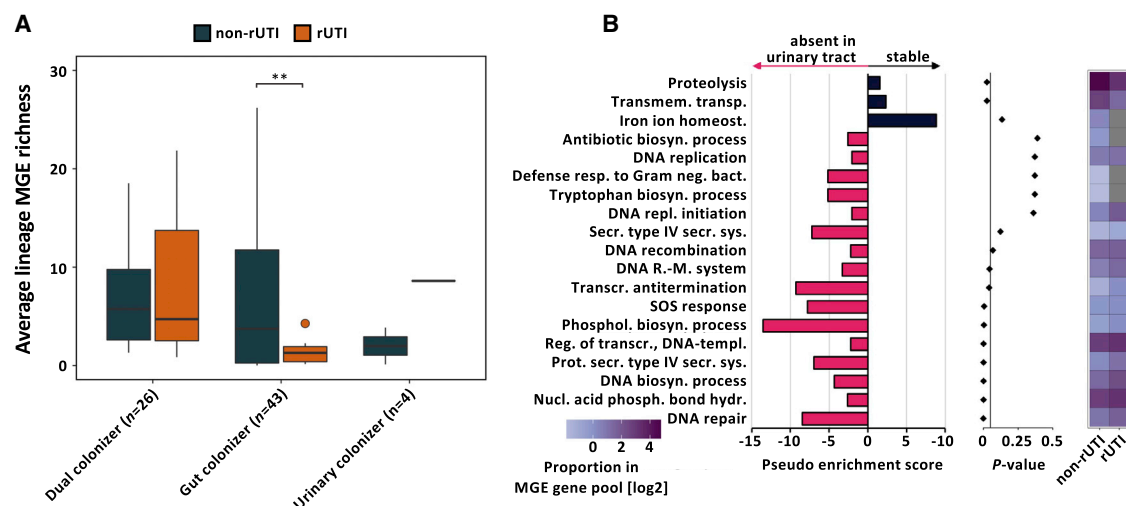 A
non-rUTI
rUTI
Average lineage MGE richness
30
20
10
0
**
Dual colonizer (n=26)
Gut colonizer (n=43)
Urinary colonizer (n=4)
B
absent in
urinary tract
stable
Proteolysis
Transmem. transp.
Iron ion homeost.
Antibiotic biosyn. process
DNA replication
Defense resp. to Gram neg. bact.
Tryptophan biosyn. process
DNA repl. initiation
Secr. type IV secr. sys.
DNA recombination
DNA R.-M. system
Transcr. antitermination
SOS response
Phosphol. biosyn. process
Reg. of transcr., DNA-templ.
Prot. secr. type IV secr. sys.
DNA biosyn. process
Nucl. acid phosph. bond hydr.
DNA repair
-15 -10 -5 0 5 -10
Pseudo enrichment score
0 0.25 0.5
P-value
non-rUTI
rUTI
0 2 4
Proportion in
MGE gene pool [log2]